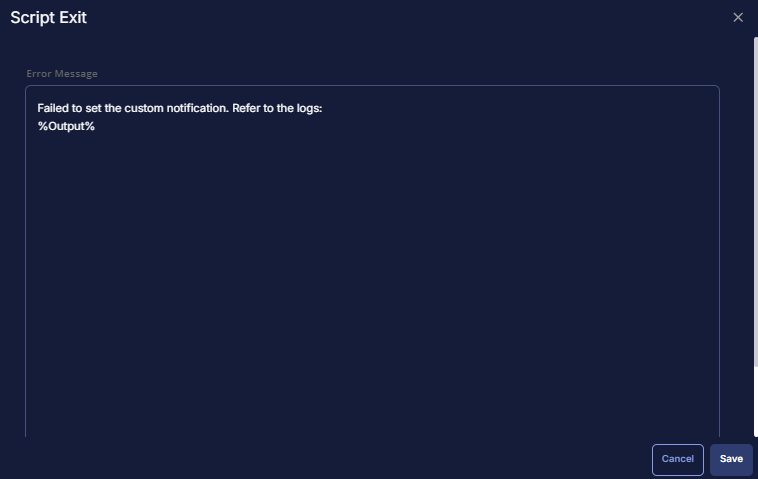 Script Exit
Error Message
Failed to set the custom notification. Refer to the logs:
%Output%
Cancel
Save